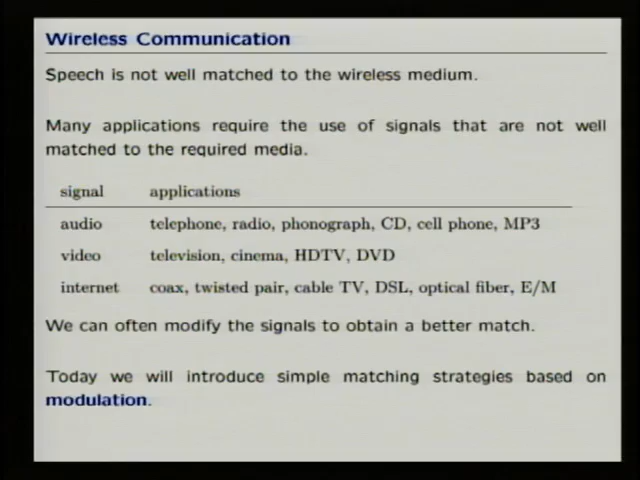 Wireless Communication
Speech is not well matched to the wireless medium.
Many applications require the use of signals that are not well
matched to the required media.
signal applications
audio telephone, radio, phonograph, CD, cell phone, MP3
video television, cinema, HDTV, DVD
internet coax, twisted pair, cable TV, DSL, optical fiber, E/M
We can often modify the signals to obtain a better match.
Today we will introduce simple matching strategies based on
modulation.